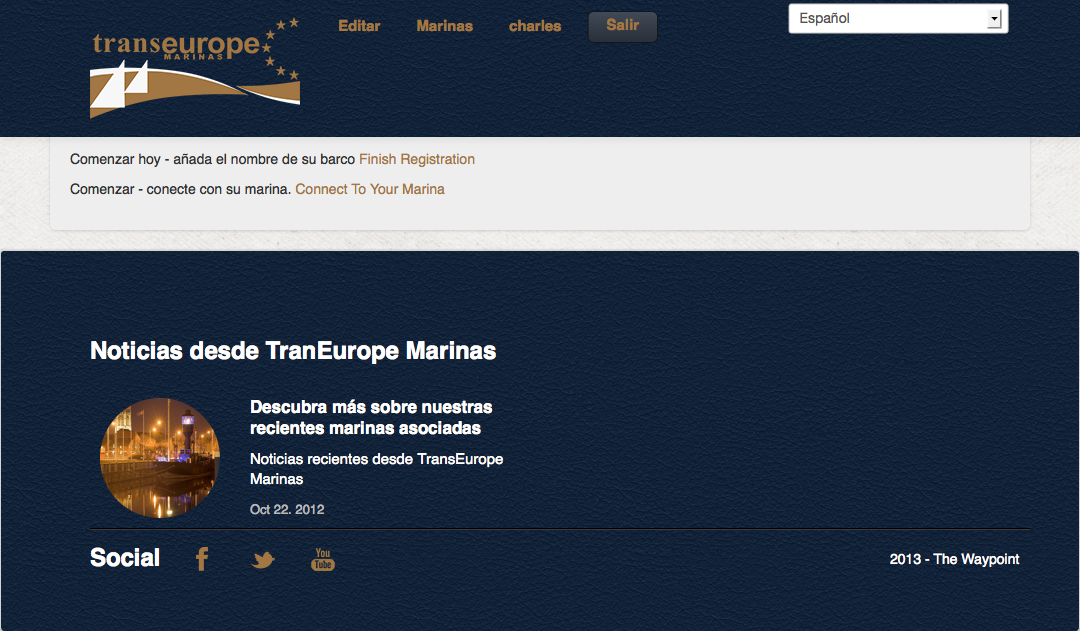 transeurope
MARINAS
Editar Marinas charles Salir
Español
Comenzar hoy - añada el nombre de su barco Finish Registration
Comenzar - conecte con su marina. Connect To Your Marina
Noticias desde TranEurope Marinas
Descubra más sobre nuestras
recientes marinas asociadas
Noticias recientes desde TransEurope
Marinas
Oct 22. 2012
Social
You
Tube
2013 - The Waypoint